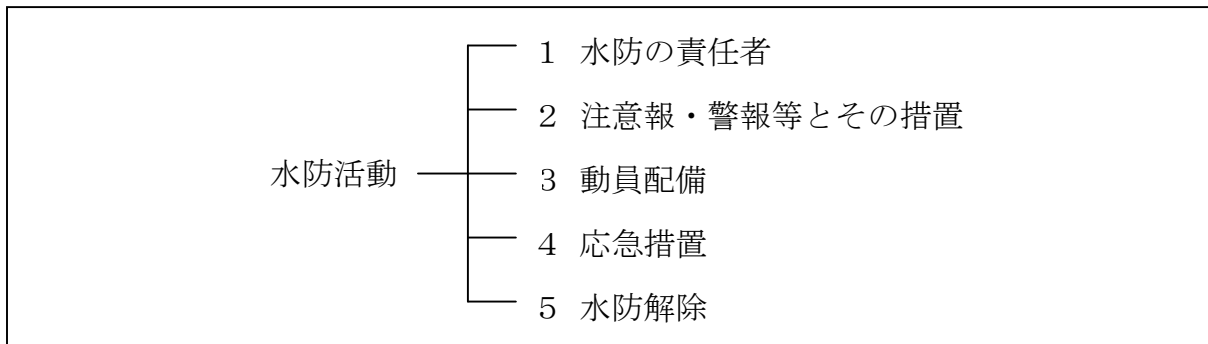 水防活動
１ 水防の責任者
２ 注意報・警報等とその措置
３ 動員配備
４ 応急措置
５ 水防解除